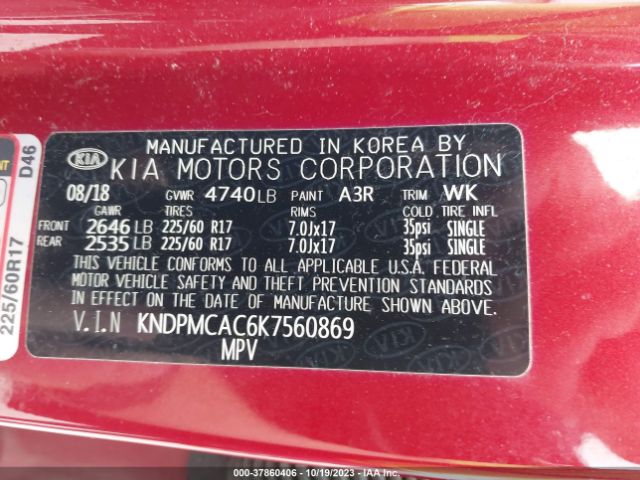 MANUFACTURED IN KOREA BY
KIA KIA MOTORS CORPORATION
08/18 GVWR 4740LB PAINT A3R TRIM WK
GAWR TIRES RIMS COLD TIRE INFL
FRONT 2646 LB 225/60 R17 7.0Jx17 35psi SINGLE
REAR 2535 LB 225/60 R17 7.0Jx17 35psi SINGLE
THIS VEHICLE CONFORMS TO ALL APPLICABLE U.S.A. FEDERAL
MOTOR VEHICLE SAFETY AND THEFT PREVENTION STANDARDS
IN EFFECT ON THE DATE OF MANUFACTURE SHOWN ABOVE.
V.I.N KNDPMCAC6K7560869
MPV
D46
225/60R17
000-37860406 - 10/19/2023 - IAA Inc.